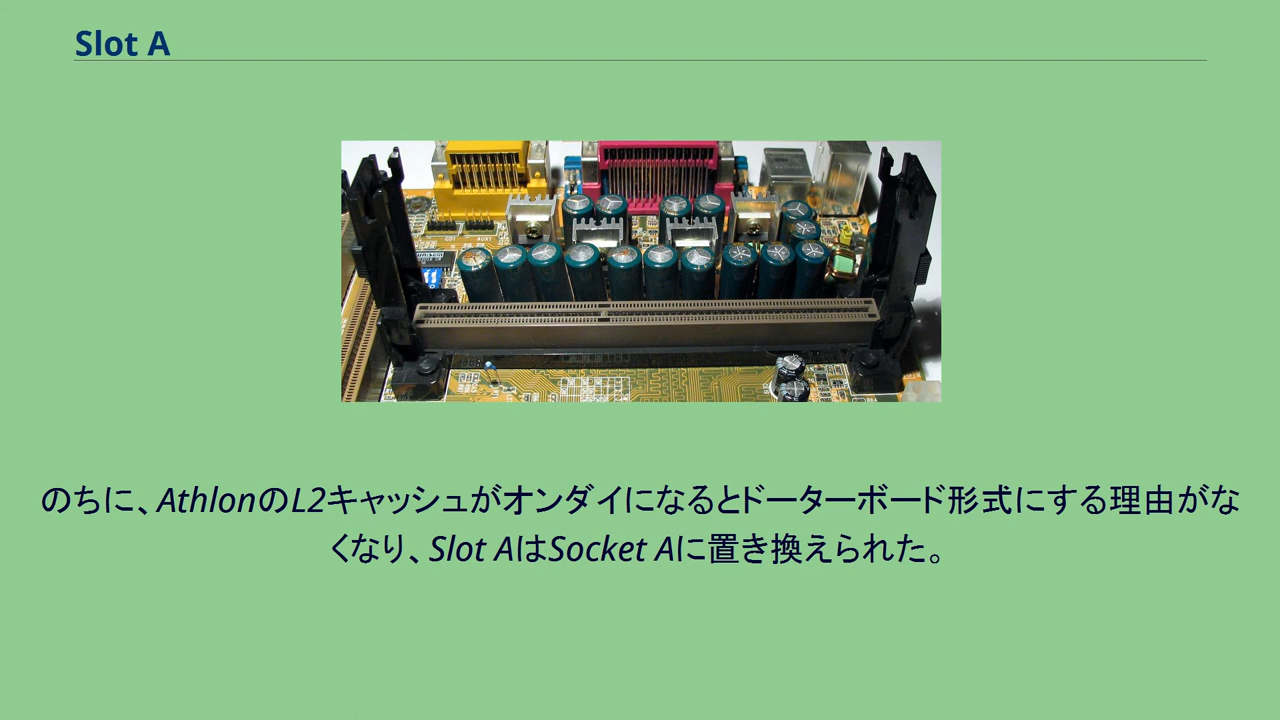 Slot A
のちに、AthlonのL2キャッシュがオンダイになるとドーターボード形式にする理由がな
くなり、Slot AはSocket Aに置き換えられた。